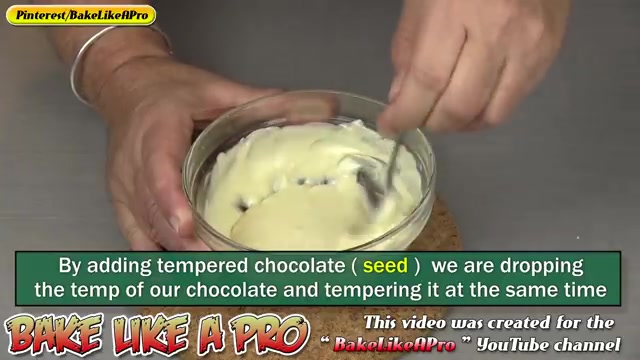 Pinterest/BakeLikeAPro
By adding tempered chocolate ( seed ) we are dropping
the temp of our chocolate and tempering it at the same time
BAKE LIKE A PRO
This video was created for the
“ BakeLikeAPro ” YouTube channel